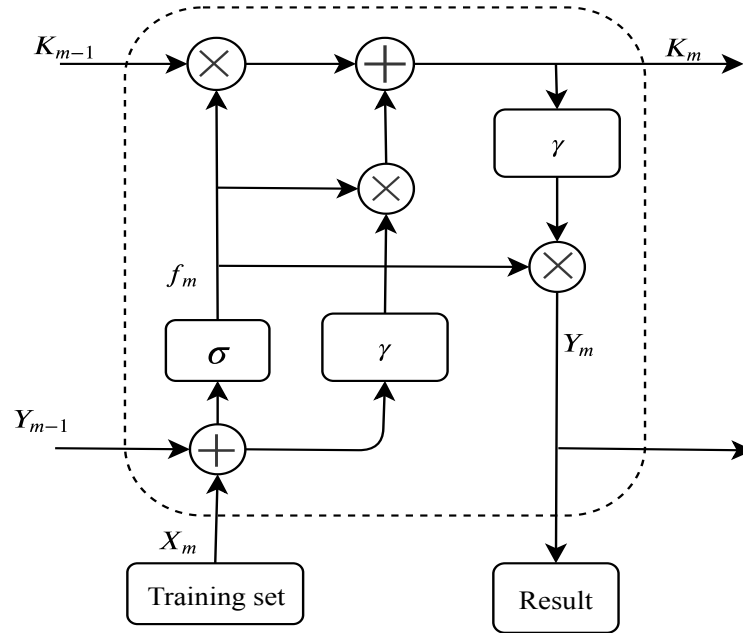 K_{m-1}
K_m
γ
f_m
σ
γ
Y_m
Y_{m-1}
X_m
Training set
Result